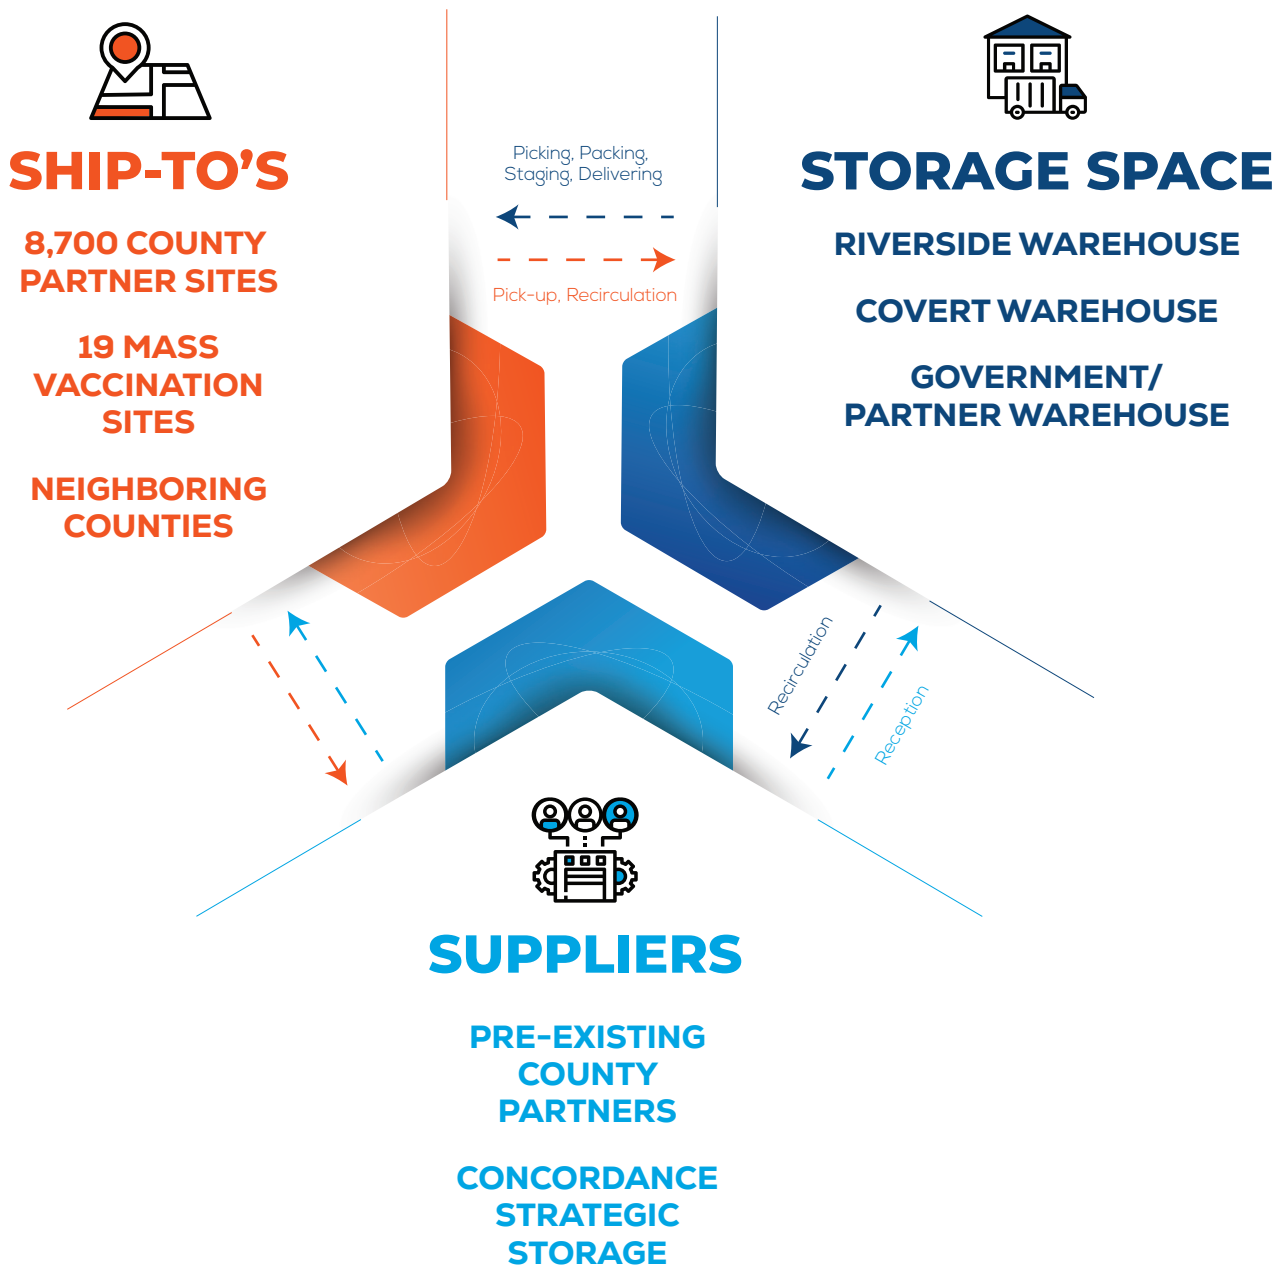 SHIP-TO'S
8,700 COUNTY
PARTNER SITES
19 MASS
VACCINATION
SITES
NEIGHBORING
COUNTIES
Picking, Packing,
Staging, Delivering
Pick-up, Recirculation
STORAGE SPACE
RIVERSIDE WAREHOUSE
COVERT WAREHOUSE
GOVERNMENT/
PARTNER WAREHOUSE
Recirculation
Reception
SUPPLIERS
PRE-EXISTING
COUNTY
PARTNERS
CONCORDANCE
STRATEGIC
STORAGE